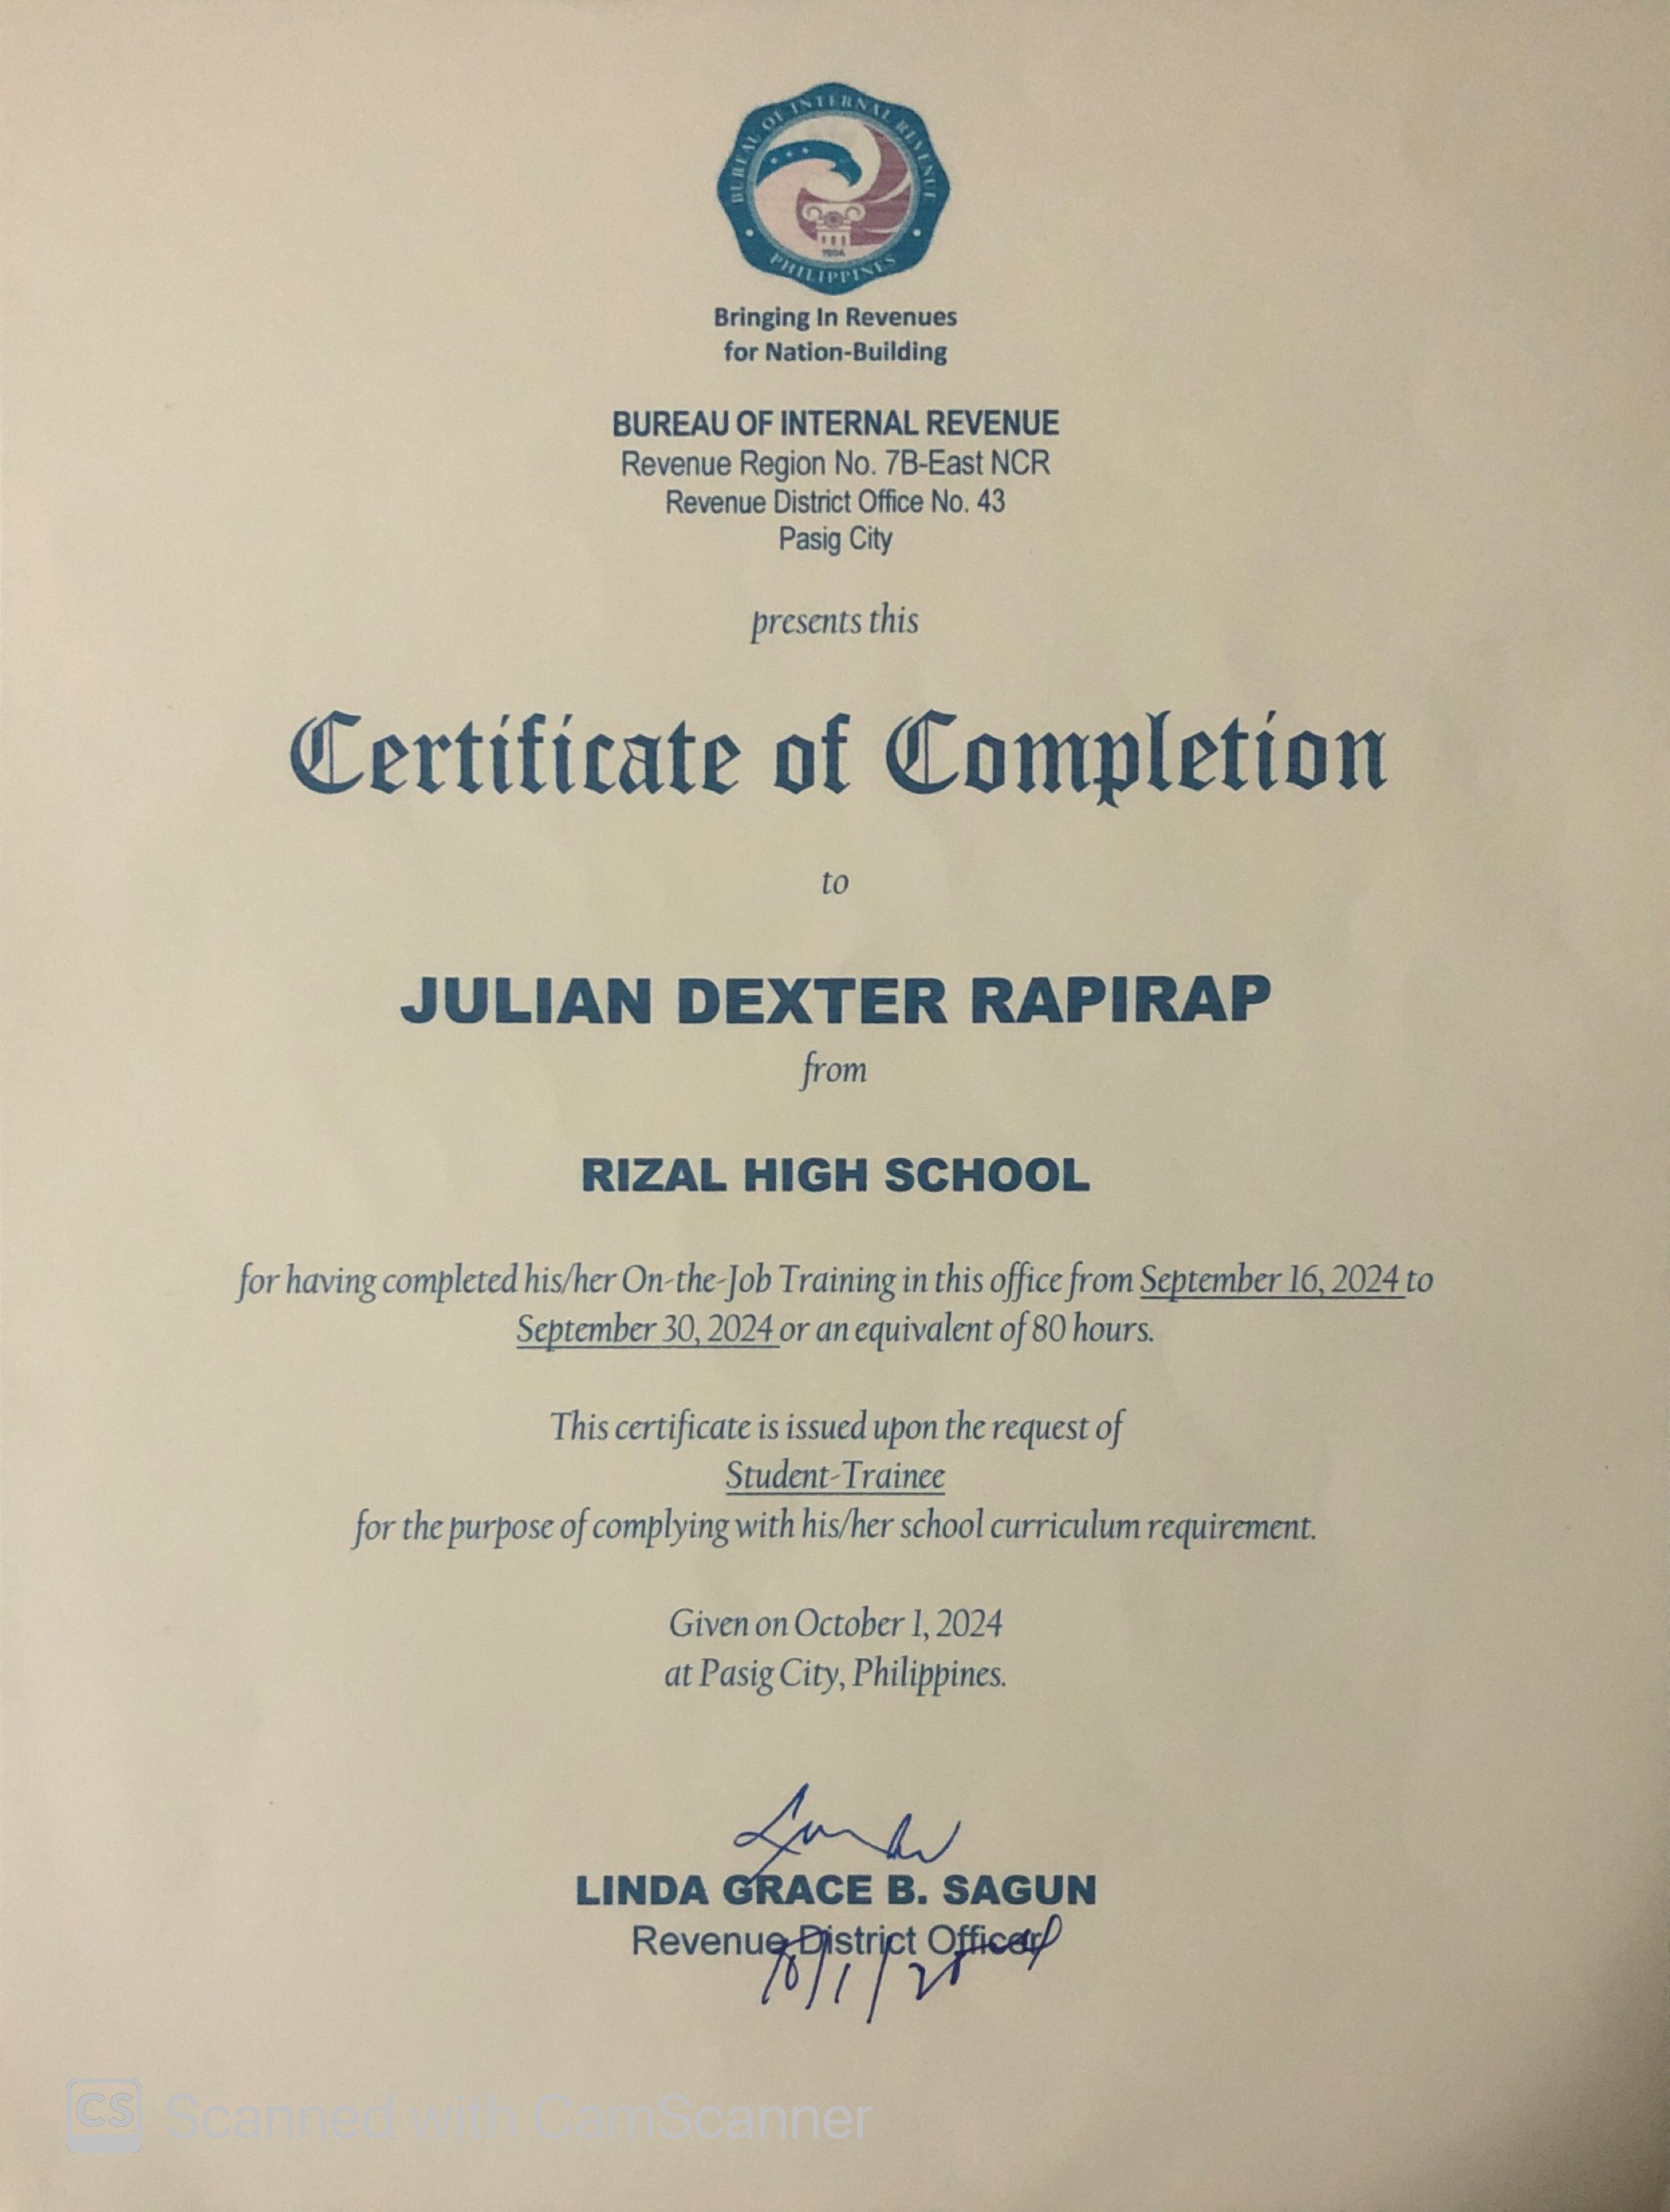 BUREAU OF INTERNAL REVENUE
PHILIPPINES
1904
Bringing In Revenues
for Nation-Building
BUREAU OF INTERNAL REVENUE
Revenue Region No. 7B-East NCR
Revenue District Office No. 43
Pasig City
presents this
Certificate of Completion
to
JULIAN DEXTER RAPIRAP
from
RIZAL HIGH SCHOOL
for having completed his/her On-the-Job Training in this office from September 16, 2024 to
September 30, 2024 or an equivalent of 80 hours.
This certificate is issued upon the request of
Student-Trainee
for the purpose of complying with his/her school curriculum requirement.
Given on October 1, 2024
at Pasig City, Philippines.
LINDA GRACE B. SAGUN
Revenue District Officer
CS Scanned with CamScanner